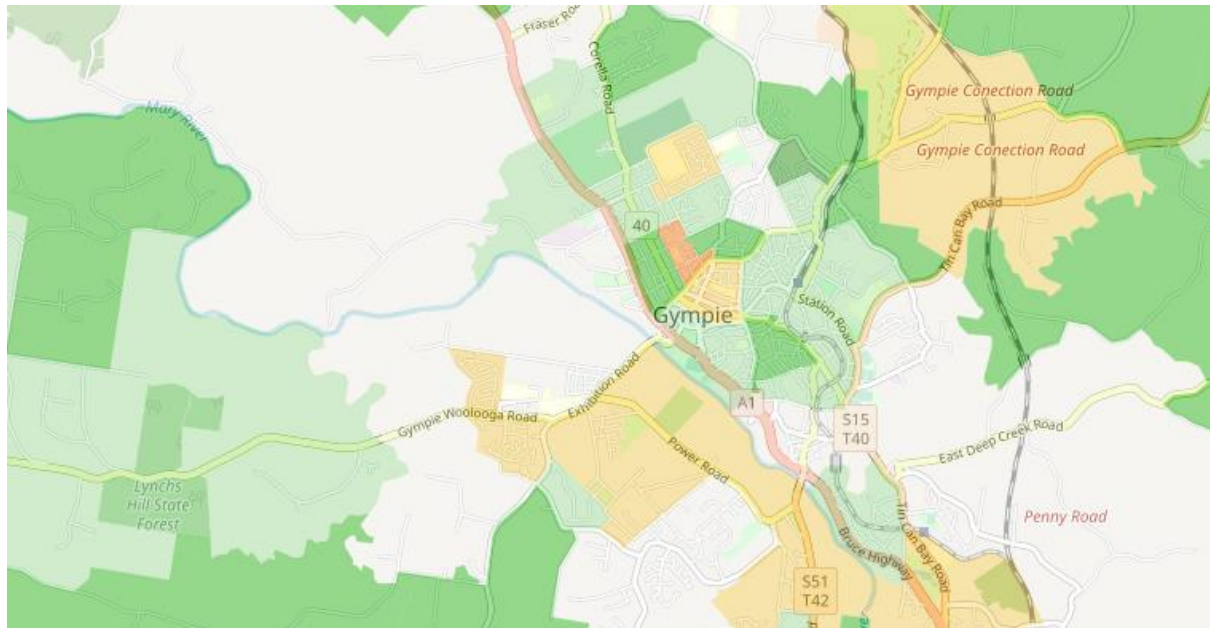 Fraser Roa
Corella Road
Mary River
Gympie Conection Road
Gympie Conection Road
Tin Can Bay Road
40
Gympie
Station Road
A1
S15
T40
Exhibition Road
Gympie Woolooga Road
Power Road
East Deep Creek Road
Lynchs
Hill State
Forest
Penny Road
Tin Can Bay Road
Bruce Highway
S51
T42